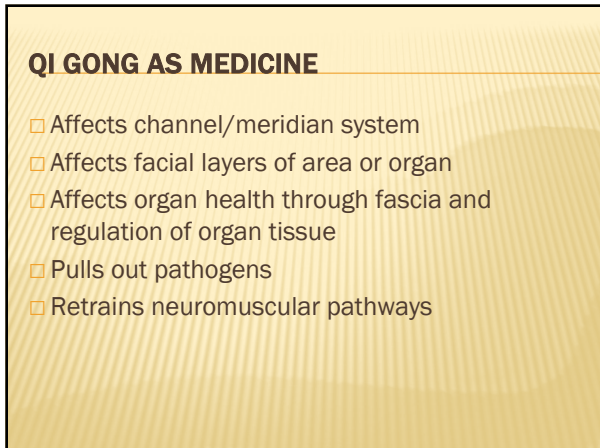 QI GONG AS MEDICINE
Affects channel/meridian system
Affects facial layers of area or organ
Affects organ health through fascia and
regulation of organ tissue
Pulls out pathogens
Retrains neuromuscular pathways